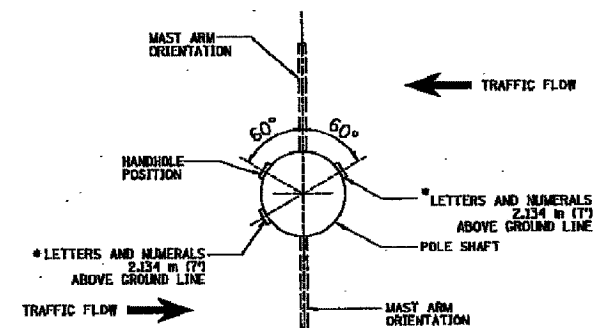 MAST ARM
ORIENTATION
TRAFFIC FLOW
60°
60°
HANDHOLE
POSITION
*LETTERS AND NUMERALS
2.134 m (7')
ABOVE GROUND LINE
POLE SHAFT
*LETTERS AND NUMERALS
2.134 m (7')
ABOVE GROUND LINE
TRAFFIC FLOW
MAST ARM
ORIENTATION